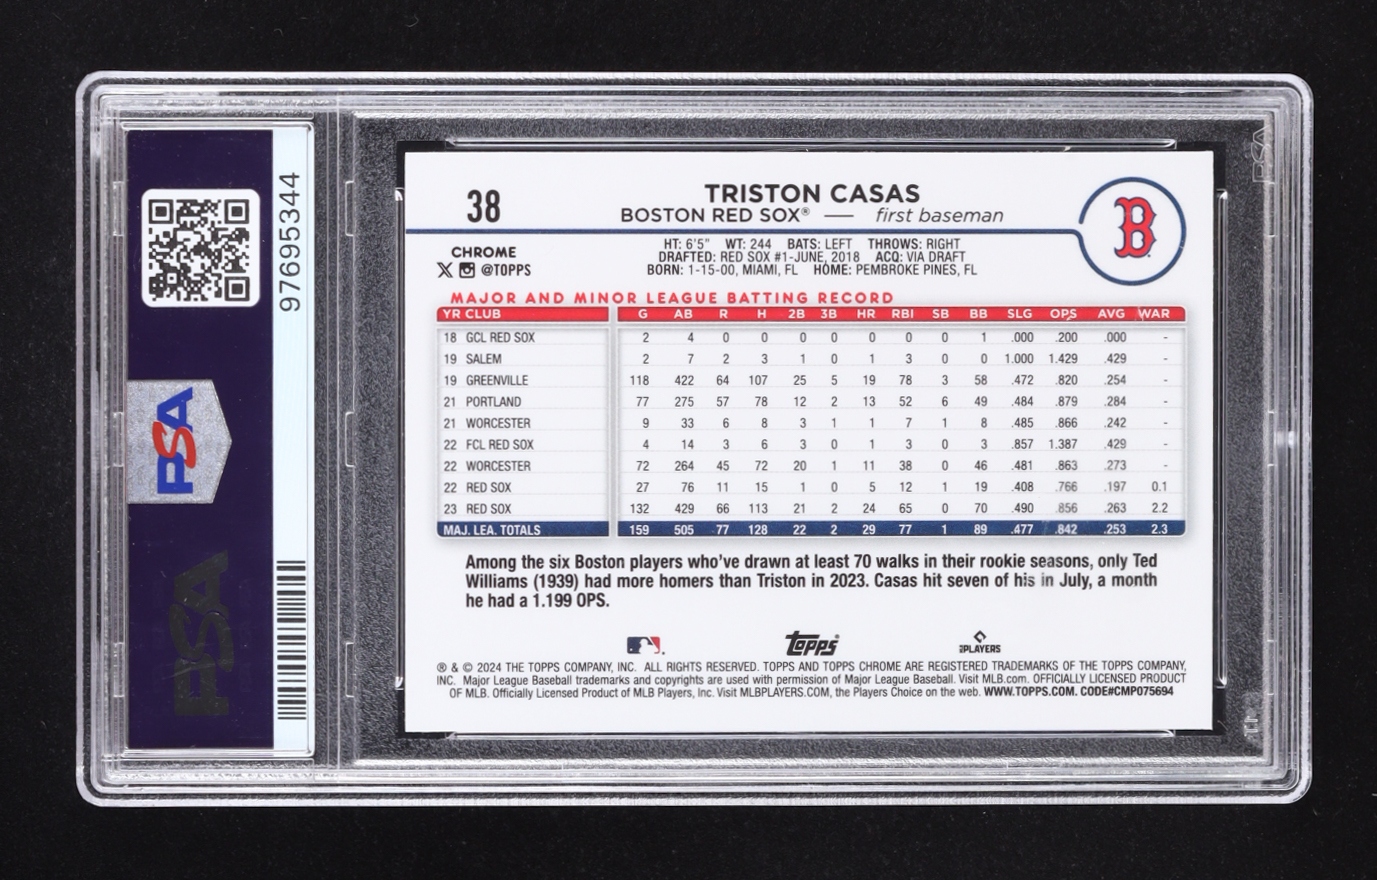 97695344
PSA
PSA
38
TRISTON CASAS
BOSTON RED SOX® — first baseman
B
CHROME
@TOPPS
HT: 6'5" WT: 244 BATS: LEFT THROWS: RIGHT
DRAFTED: RED SOX #1-JUNE, 2018 ACQ: VIA DRAFT
BORN: 1-15-00, MIAMI, FL HOME: PEMBROKE PINES, FL
MAJOR AND MINOR LEAGUE BATTING RECORD
YR CLUB G AB R H 2B 3B HR RBI SB BB SLG OPS AVG WAR
18 GCL RED SOX 2 4 0 0 0 0 0 0 0 1 .000 .200 .000 -
19 SALEM 2 7 2 3 1 0 1 3 0 0 1.000 1.429 .429 -
19 GREENVILLE 118 422 64 107 25 5 19 78 3 58 .472 .820 .254 -
21 PORTLAND 77 275 57 78 12 2 13 52 6 49 .484 .879 .284 -
21 WORCESTER 9 33 6 8 3 1 1 7 1 8 .485 .866 .242 -
22 FCL RED SOX 4 14 3 6 3 0 1 3 0 3 .857 1.387 .429 -
22 WORCESTER 72 264 45 72 20 1 11 38 0 46 .481 .863 .273 -
22 RED SOX 27 76 11 15 1 0 5 12 1 19 .408 .766 .197 0.1
23 RED SOX 132 429 66 113 21 2 24 65 0 70 .490 .856 .263 2.2
MAJ. LEA. TOTALS 159 505 77 128 22 2 29 77 1 89 .477 .842 .253 2.3
Among the six Boston players who've drawn at least 70 walks in their rookie seasons, only Ted
Williams (1939) had more homers than Triston in 2023. Casas hit seven of his in July, a month
he had a 1.199 OPS.
Topps
PLAYERS
® & © 2024 THE TOPPS COMPANY, INC. ALL RIGHTS RESERVED. TOPPS AND TOPPS CHROME ARE REGISTERED TRADEMARKS OF THE TOPPS COMPANY,
INC. Major League Baseball trademarks and copyrights are used with permission of Major League Baseball. Visit MLB.com. OFFICIALLY LICENSED PRODUCT
OF MLB. Officially Licensed Product of MLB Players, Inc. Visit MLBPLAYERS.COM, the Players Choice on the web. WWW.TOPPS.COM. CODE#CMP075694
PSA